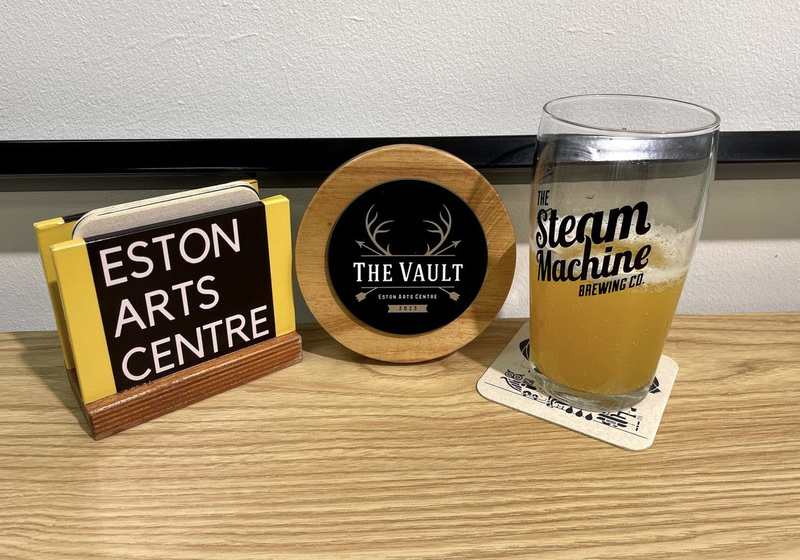 ESTON
ARTS
CENTRE
THE VAULT
ESTON ARTS CENTRE
2023
THE
Steam
Machine
BREWING CO.